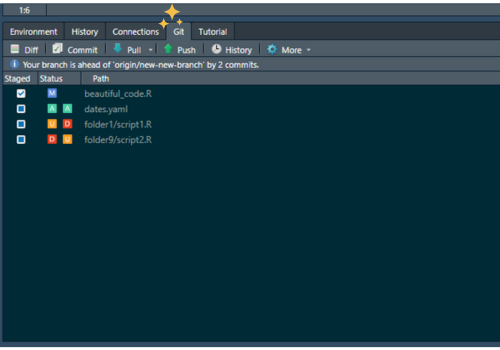 1:6
Environment History Connections Git Tutorial
Diff Commit Pull Push History More
Your branch is ahead of 'origin/new-new-branch' by 2 commits.
Staged Status Path
M beautiful_code.R
A A dates.yaml
U D folder1/script1.R
D U folder9/script2.R